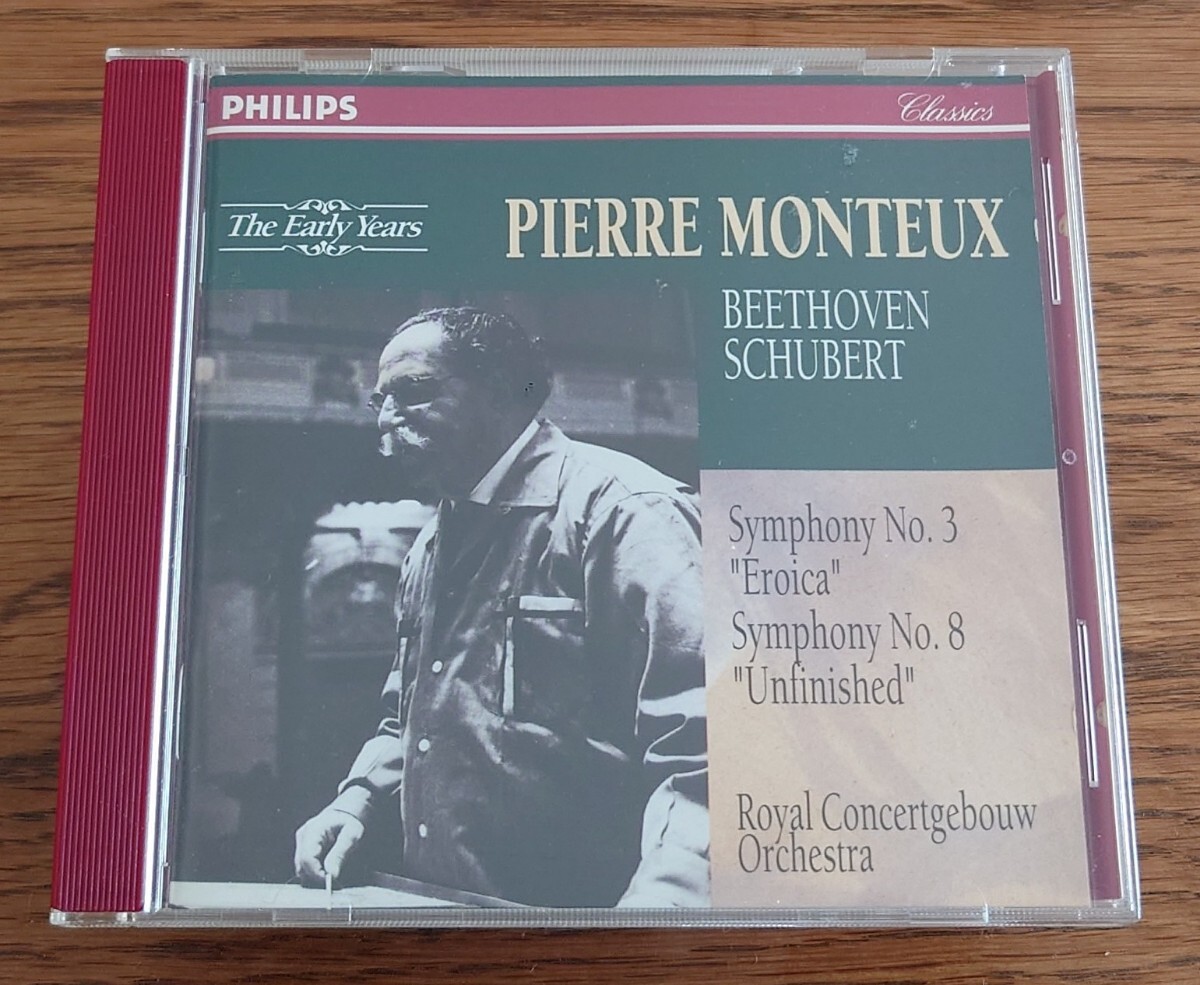 PHILIPS
Classics
The Early Years
PIERRE MONTEUX
BEETHOVEN
SCHUBERT
Symphony No. 3
"Eroica"
Symphony No. 8
"Unfinished"
Royal Concertgebouw
Orchestra